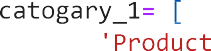 catogary_1= [
'Product